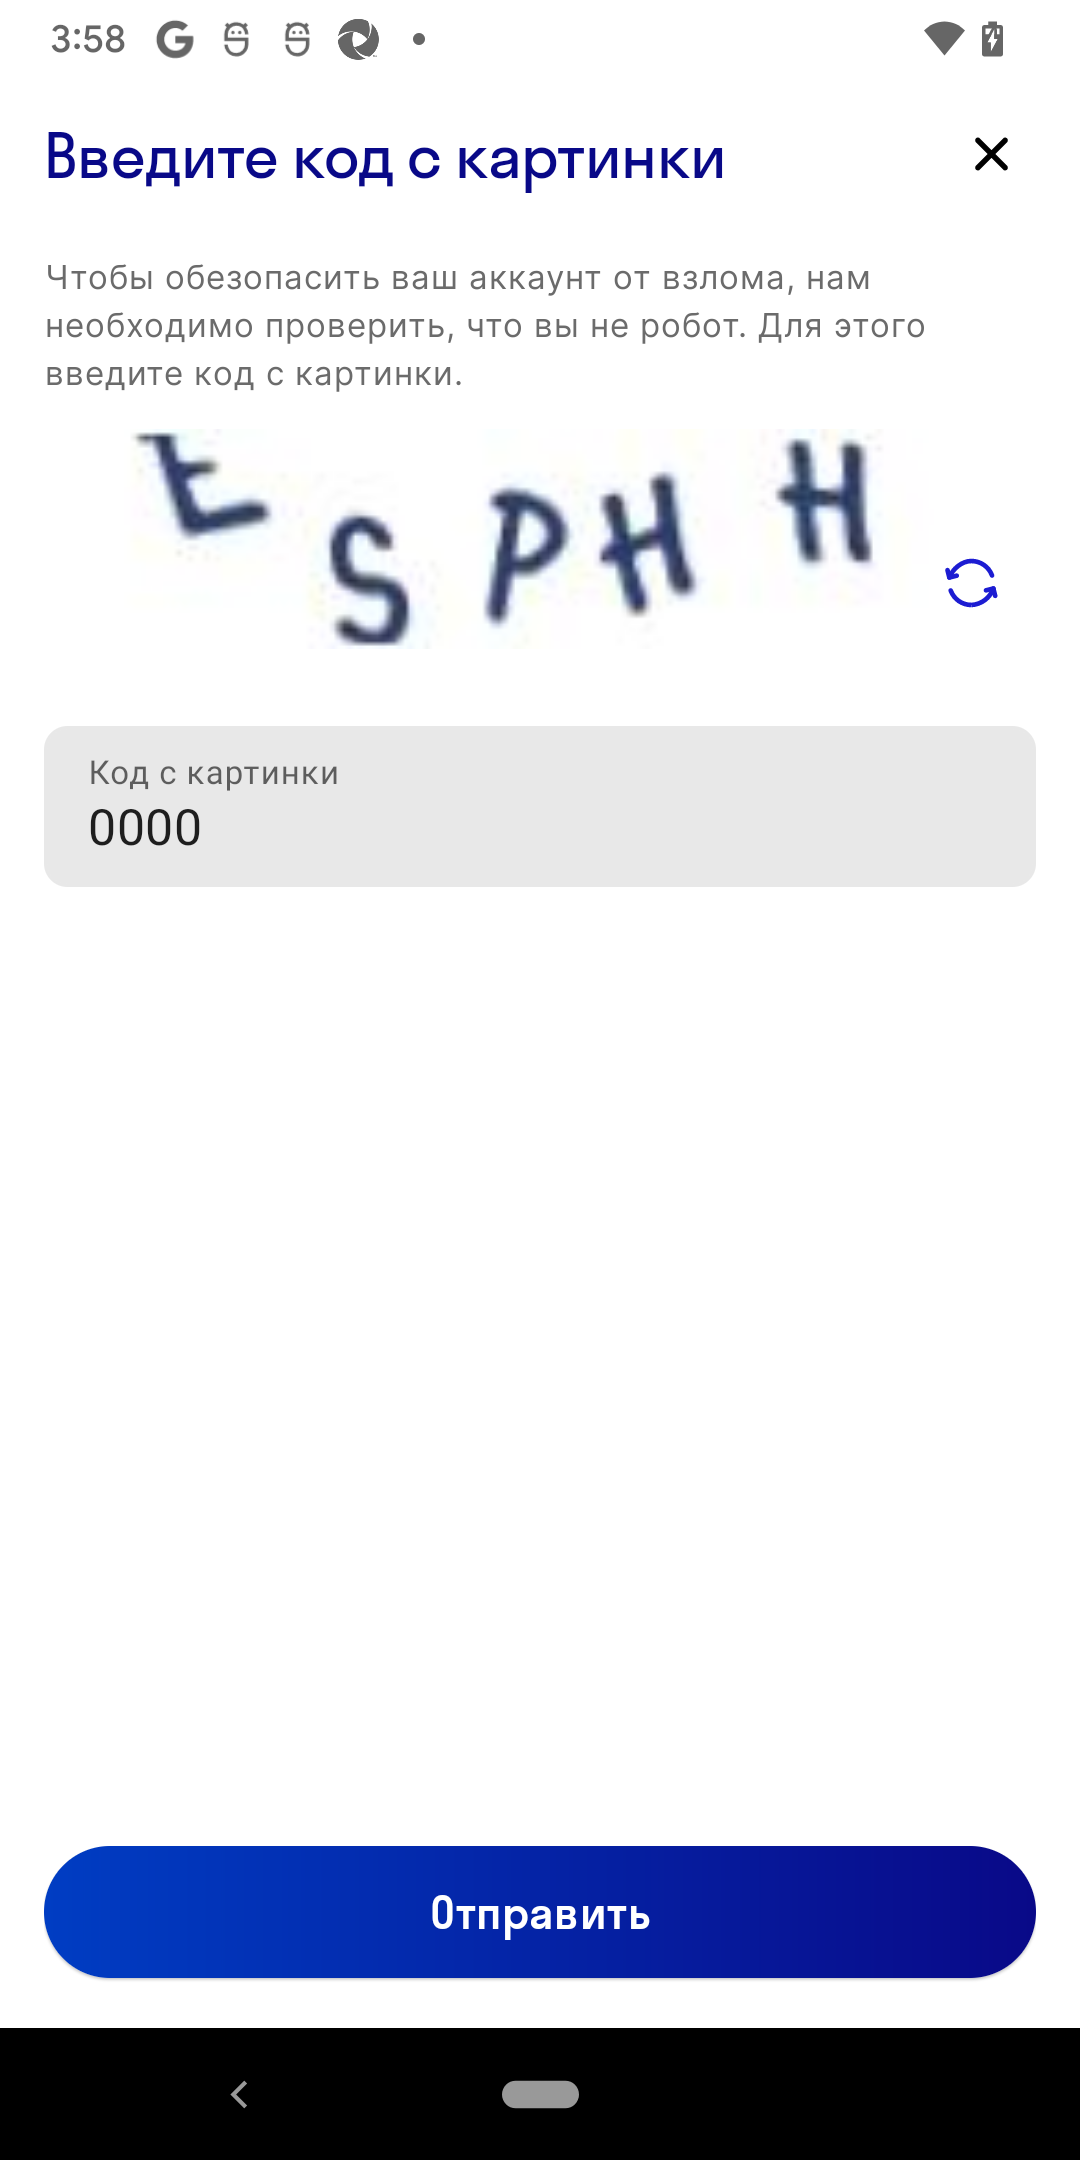 3:58
Введите код с картинки
Чтобы обезопасить ваш аккаунт от взлома, нам
необходимо проверить, что вы не робот. Для этого
введите код с картинки.
ESPHH
Код с картинки
0000
Отправить